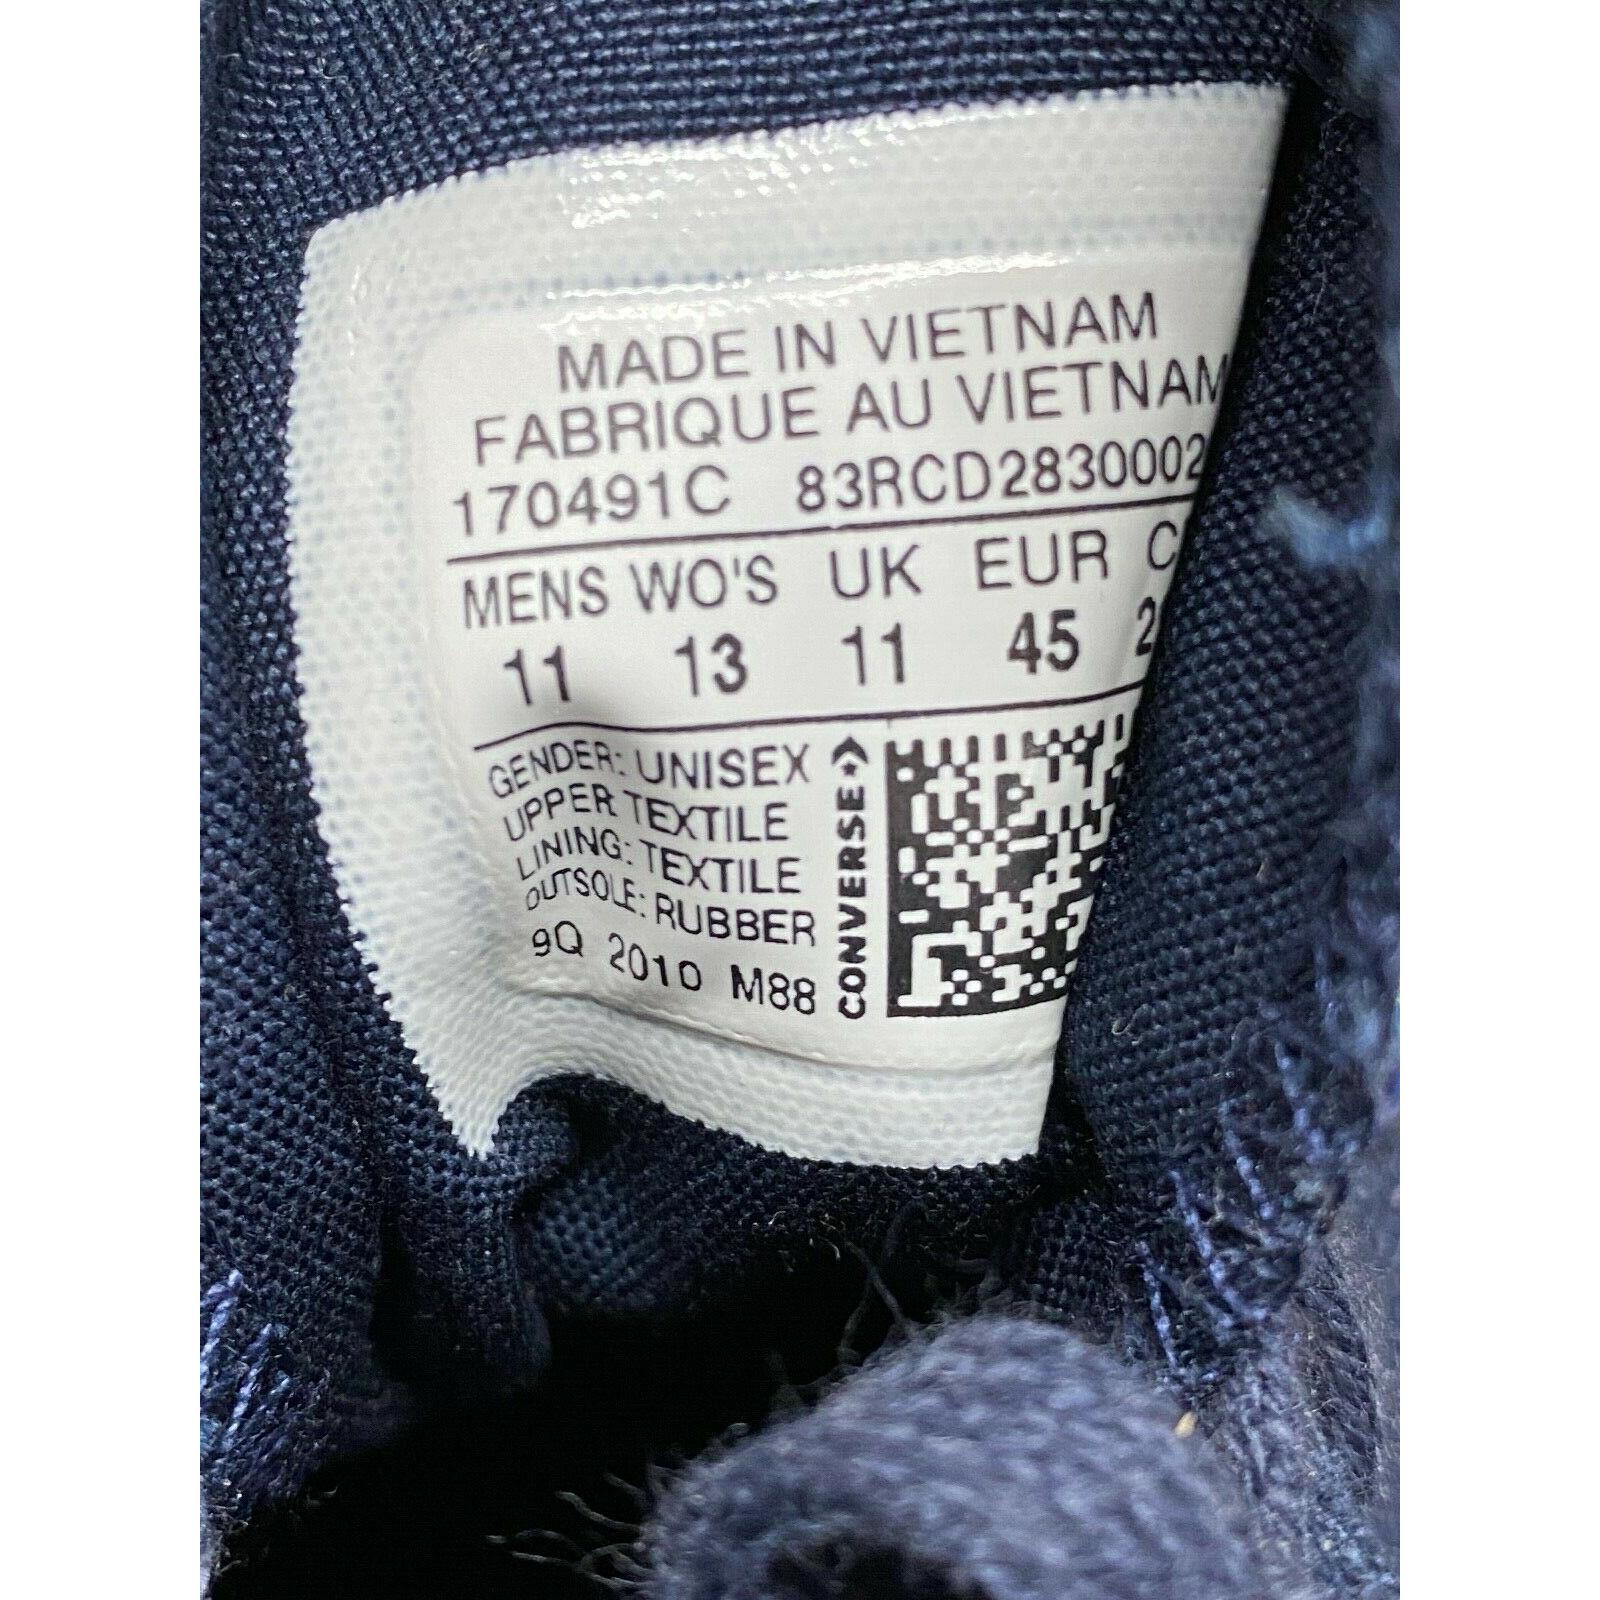 MADE IN VIETNAM
FABRIQUE AU VIETNAM
170491C 83RCD2830002
MENS WO'S UK EUR
11 13 11 45
GENDER: UNISEX
UPPER TEXTILE
LINING: TEXTILE
OUTSOLE: RUBBER
9Q 2010 M88
CONVERSE